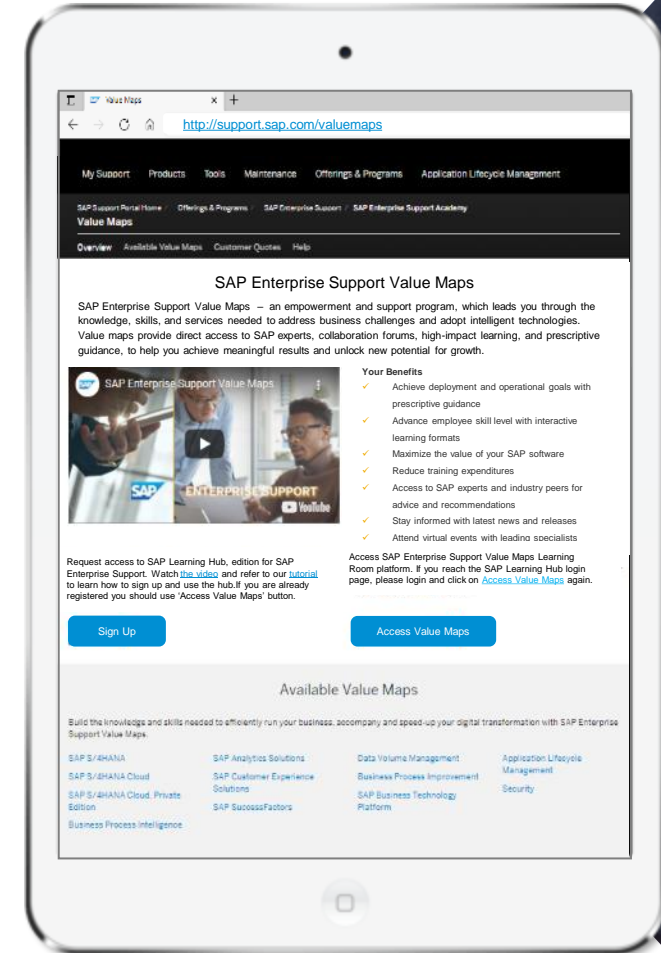 Value Maps
http://support.sap.com/valuemaps
My Support Products Tools Maintenance Offerings & Programs Application Lifecycle Management
SAP Support Portal Home / Offerings & Programs / SAP Enterprise Support / SAP Enterprise Support Academy
Value Maps
Overview Available Value Maps Customer Quotes Help
SAP Enterprise Support Value Maps
SAP Enterprise Support Value Maps – an empowerment and support program, which leads you through the
knowledge, skills, and services needed to address business challenges and adopt intelligent technologies.
Value maps provide direct access to SAP experts, collaboration forums, high-impact learning, and prescriptive
guidance, to help you achieve meaningful results and unlock new potential for growth.
SAP Enterprise Support Value Maps
SAP ENTERPRISE SUPPORT
YouTube
Your Benefits
✓ Achieve deployment and operational goals with
prescriptive guidance
✓ Advance employee skill level with interactive
learning formats
✓ Maximize the value of your SAP software
✓ Reduce training expenditures
✓ Access to SAP experts and industry peers for
advice and recommendations
✓ Stay informed with latest news and releases
✓ Attend virtual events with leading specialists
Request access to SAP Learning Hub, edition for SAP
Enterprise Support. Watch the video and refer to our tutorial
to learn how to sign up and use the hub.If you are already
registered you should use ‘Access Value Maps’ button.
Sign Up
Access SAP Enterprise Support Value Maps Learning
Room platform. If you reach the SAP Learning Hub login
page, please login and click on Access Value Maps again.
Access Value Maps
Available Value Maps
Build the knowledge and skills needed to efficiently run your business, accompany and speed-up your digital transformation with SAP Enterprise
Support Value Maps.
SAP S/4HANA
SAP S/4HANA Cloud
SAP S/4HANA Cloud, Private
Edition
Business Process Intelligence
SAP Analytics Solutions
SAP Customer Experience
Solutions
SAP SuccessFactors
Data Volume Management
Business Process Improvement
SAP Business Technology
Platform
Application Lifecycle
Management
Security